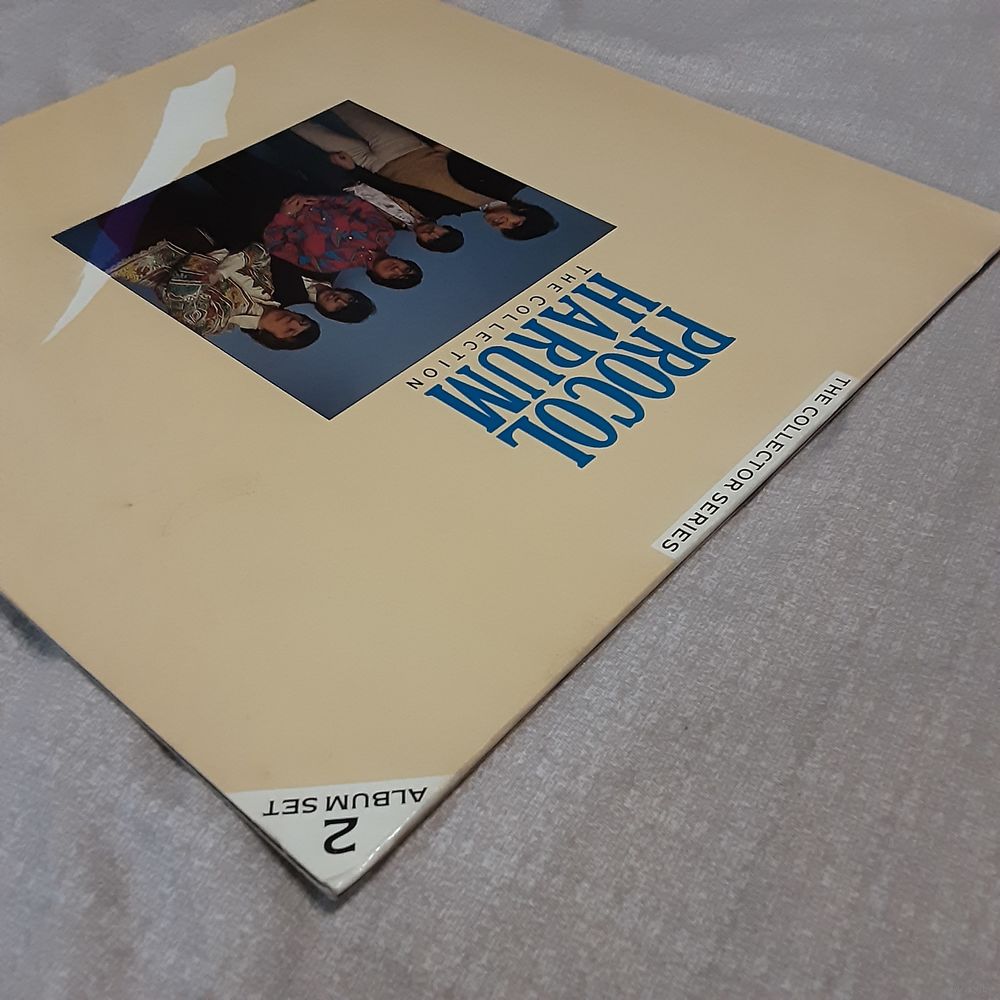 THE COLLECTOR SERIES
PROCOL
HARUM
THE COLLECTION
2
ALBUM SET